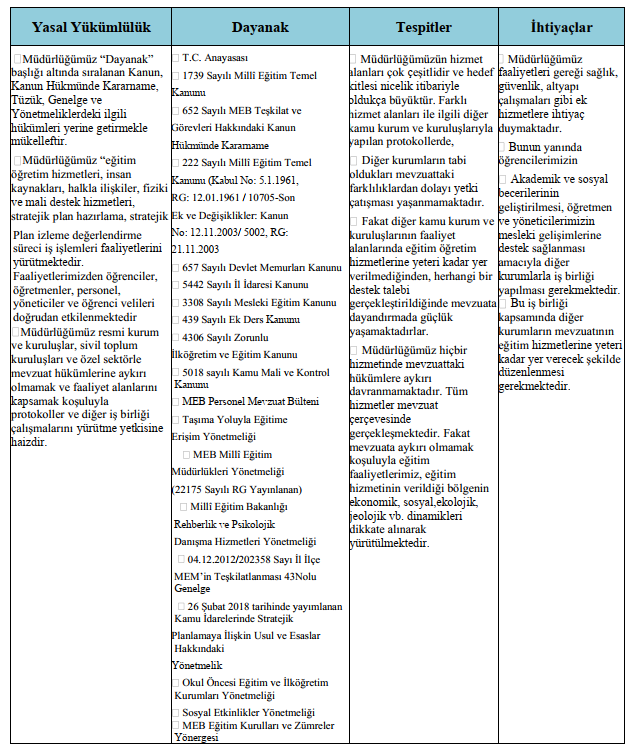 Yasal Yükümlülük
Dayanak
Tespitler
İhtiyaçlar
Müdürlüğümüz “Dayanak”
başlığı altında sıralanan Kanun,
Kanun Hükmünde Kararname,
Tüzük, Genelge ve
Yönetmeliklerdeki ilgili
hükümleri yerine getirmekle
mükelleftir.
Müdürlüğümüz “eğitim
öğretim hizmetleri, insan
kaynakları, halkla ilişkiler, fiziki
ve mali destek hizmetleri,
stratejik plan hazırlama, stratejik
Plan izleme değerlendirme
süreci iş işlemleri faaliyetlerini
yürütmektedir.
Faaliyetlerimizden öğrenciler,
öğretmenler, personel,
yöneticiler ve öğrenci velileri
doğrudan etkilenmektedir
Müdürlüğümüz resmi kurum
ve kuruluşlar, sivil toplum
kuruluşları ve özel sektörle
mevzuat hükümlerine aykırı
olmamak ve faaliyet alanlarını
kapsamak koşuluyla
protokoller ve diğer iş birliği
çalışmalarını yürütme yetkisine
haizdir.
T.C. Anayasası
1739 Sayılı Millî Eğitim Temel
Kanunu
652 Sayılı MEB Teşkilat ve
Görevleri Hakkındaki Kanun
Hükmünde Kararname
222 Sayılı Millî Eğitim Temel
Kanunu (Kabul No: 5.1.1961,
RG: 12.01.1961 / 10705-Son
Ek ve Değişiklikler: Kanun
No: 12.11.2003/ 5002, RG:
21.11.2003
657 Sayılı Devlet Memurları Kanunu
5442 Sayılı İl İdaresi Kanunu
3308 Sayılı Mesleki Eğitim Kanunu
439 Sayılı Ek Ders Kanunu
4306 Sayılı Zorunlu
İlköğretim ve Eğitim Kanunu
5018 sayılı Kamu Mali ve Kontrol
Kanunu
MEB Personel Mevzuat Bülteni
Taşıma Yoluyla Eğitime
Erişim Yönetmeliği
MEB Millî Eğitim
Müdürlükleri Yönetmeliği
(22175 Sayılı RG Yayınlanan)
Millî Eğitim Bakanlığı
Rehberlik ve Psikolojik
Danışma Hizmetleri Yönetmeliği
04.12.2012/202358 Sayı İl İlçe
MEM’in Teşkilatlanması 43Nolu
Genelge
26 Şubat 2018 tarihinde yayımlanan
Kamu İdarelerinde Stratejik
Planlamaya İlişkin Usul ve Esaslar
Hakkındaki
Yönetmelik
Okul Öncesi Eğitim ve İlköğretim
Kurumları Yönetmeliği
Sosyal Etkinlikler Yönetmeliği
MEB Eğitim Kurulları ve Zümreler
Yönergesi
Müdürlüğümüzün hizmet
alanları çok çeşitlidir ve hedef
kitlesi nicelik itibariyle
oldukça büyüktür. Farklı
hizmet alanları ile ilgili diğer
kamu kurum ve kuruluşlarıyla
yapılan protokollerde,
Diğer kurumların tabi
oldukları mevzuattaki
farklılıklardan dolayı yetki
çatışması yaşanmamaktadır.
Fakat diğer kamu kurum ve
kuruluşlarının faaliyet
alanlarında eğitim öğretim
hizmetlerine yeteri kadar yer
verilmediğinden, herhangi bir
destek talebi
gerçekleştirildiğinde mevzuata
dayandırmada güçlük
yaşamaktadırlar.
Müdürlüğümüz hiçbir
hizmetinde mevzuattaki
hükümlere aykırı
davranmamaktadır. Tüm
hizmetler mevzuat
çerçevesinde
gerçekleşmektedir. Fakat
mevzuata aykırı olmamak
koşuluyla eğitim
faaliyetlerimiz, eğitim
hizmetinin verildiği bölgenin
ekonomik, sosyal,ekolojik,
jeolojik vb. dinamikleri
dikkate alınarak
yürütülmektedir.
Müdürlüğümüz
faaliyetleri gereği sağlık,
güvenlik, altyapı
çalışmaları gibi ek
hizmetlere ihtiyaç
duymaktadır.
Bunun yanında
öğrencilerimizin
Akademik ve sosyal
becerilerinin
geliştirilmesi, öğretmen
ve yöneticilerimizin
mesleki gelişimlerine
destek sağlanması
amacıyla diğer
kurumlarla iş birliği
yapılması gerekmektedir.
Bu iş birliği
kapsamında diğer
kurumların mevzuatının
eğitim hizmetlerine yeteri
kadar yer verecek şekilde
düzenlenmesi
gerekmektedir.